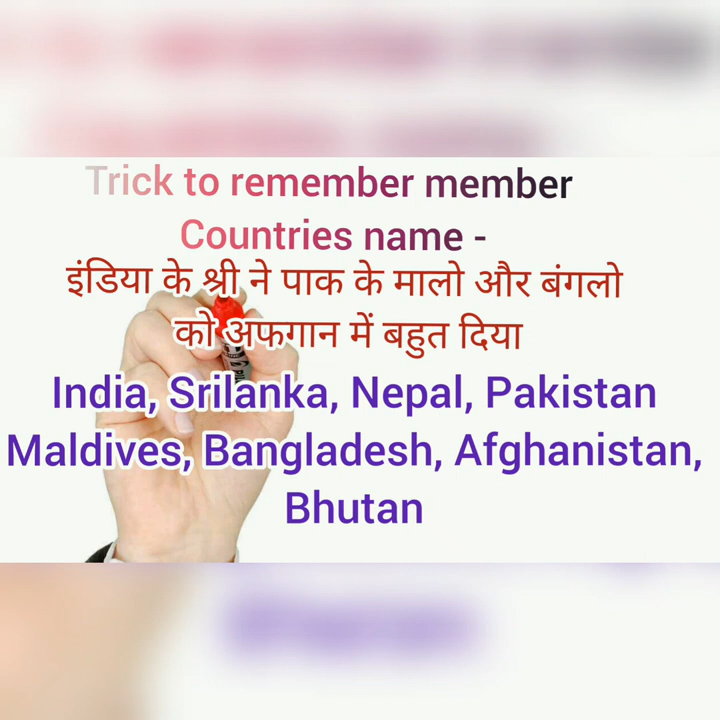 Trick to remember member
Countries name -
इंडिया के श्री ने पाक के मालो और बंगलो
को अफगान में बहुत दिया
India, Srilanka, Nepal, Pakistan
Maldives, Bangladesh, Afghanistan,
Bhutan